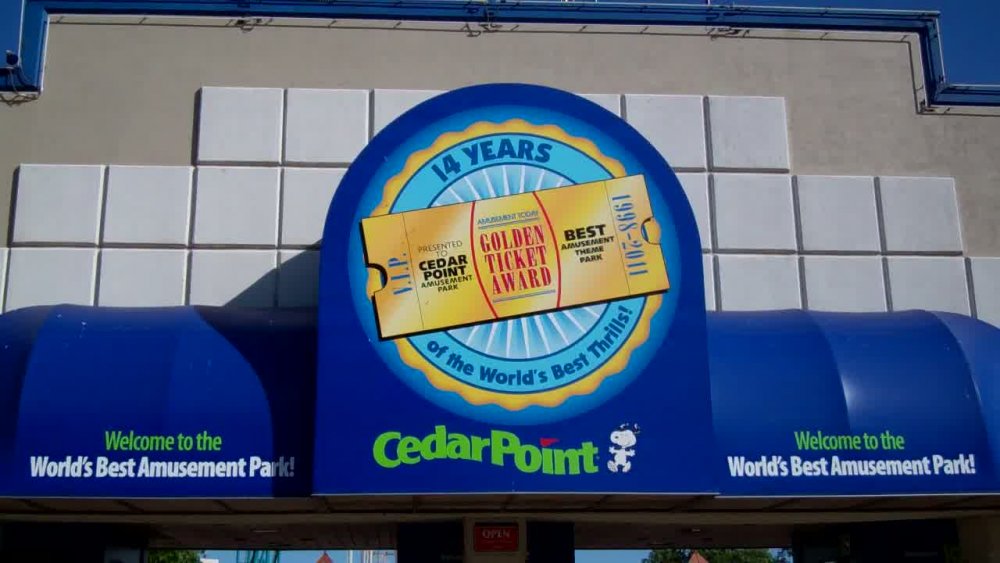 14 YEARS
V.I.P.
PRESENTED
TO
CEDAR
POINT
AMUSEMENT
PARK
AMUSEMENT TODAY
GOLDEN
TICKET
AWARD
BEST
AMUSEMENT
THEME
PARK
1998-2011
of the World's Best Thrills!
CedarPoint
Welcome to the
World's Best Amusement Park!
Welcome to the
World's Best Amusement Park!
OPEN